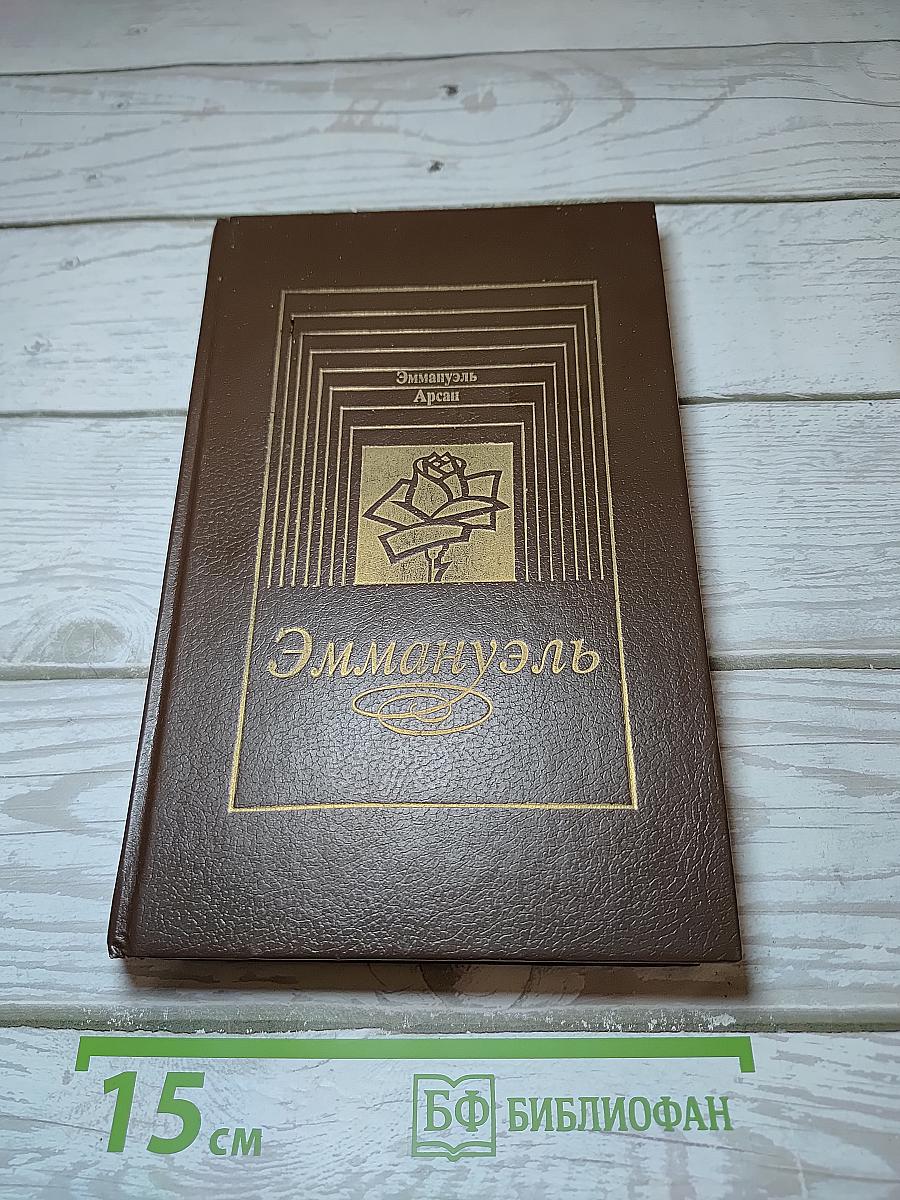 Эммануэль
Арсан
Эммануэль
15 см
БФ БИБЛИОФАН